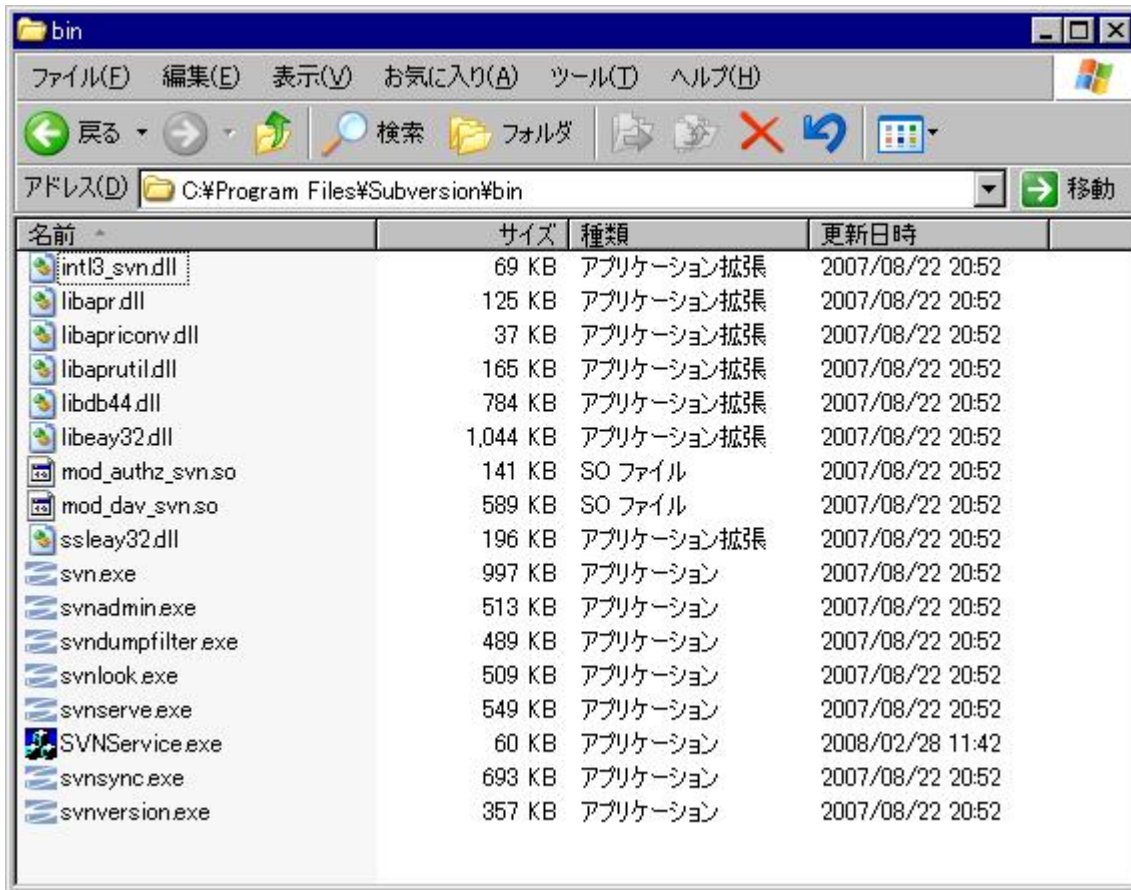 bin
ファイル(F) 編集(E) 表示(V) お気に入り(A) ツール(T) ヘルプ(H)
戻る 検索 フォルダ
アドレス(D) C:¥Program Files¥Subversion¥bin 移動
名前 サイズ 種類 更新日時
intl3_svn.dll 69 KB アプリケーション拡張 2007/08/22 20:52
libapr.dll 125 KB アプリケーション拡張 2007/08/22 20:52
libapriconv.dll 37 KB アプリケーション拡張 2007/08/22 20:52
libaprutil.dll 165 KB アプリケーション拡張 2007/08/22 20:52
libdb44.dll 784 KB アプリケーション拡張 2007/08/22 20:52
libeay32.dll 1,044 KB アプリケーション拡張 2007/08/22 20:52
mod_authz_svn.so 141 KB SO ファイル 2007/08/22 20:52
mod_dav_svn.so 589 KB SO ファイル 2007/08/22 20:52
ssleay32.dll 196 KB アプリケーション拡張 2007/08/22 20:52
svn.exe 997 KB アプリケーション 2007/08/22 20:52
svnadmin.exe 513 KB アプリケーション 2007/08/22 20:52
svndumpfilter.exe 489 KB アプリケーション 2007/08/22 20:52
svnlook.exe 509 KB アプリケーション 2007/08/22 20:52
svnserve.exe 549 KB アプリケーション 2007/08/22 20:52
SVNService.exe 60 KB アプリケーション 2008/02/28 11:42
svnsync.exe 693 KB アプリケーション 2007/08/22 20:52
svnversion.exe 357 KB アプリケーション 2007/08/22 20:52